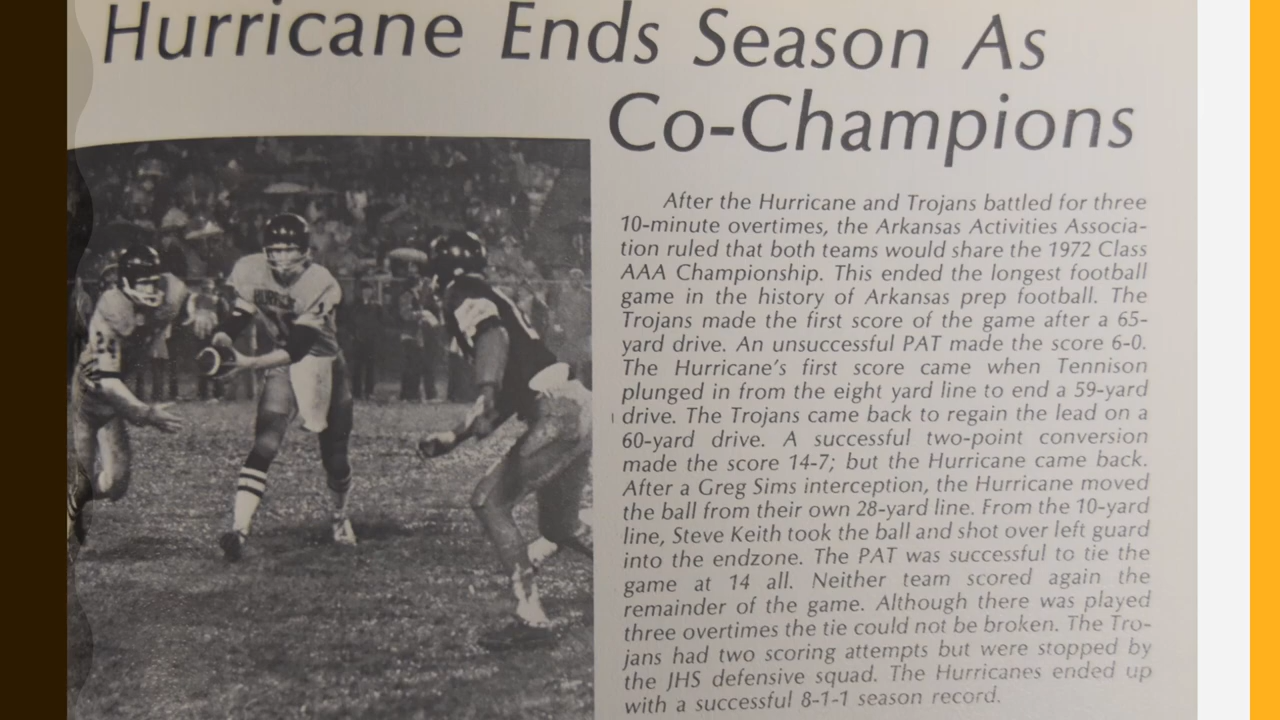 Hurricane Ends Season As
Co-Champions
After the Hurricane and Trojans battled for three
10-minute overtimes, the Arkansas Activities Associa-
tion ruled that both teams would share the 1972 Class
AAA Championship. This ended the longest football
game in the history of Arkansas prep football. The
Trojans made the first score of the game after a 65-
yard drive. An unsuccessful PAT made the score 6-0.
The Hurricane's first score came when Tennison
plunged in from the eight yard line to end a 59-yard
drive. The Trojans came back to regain the lead on a
60-yard drive. A successful two-point conversion
made the score 14-7; but the Hurricane came back.
After a Greg Sims interception, the Hurricane moved
the ball from their own 28-yard line. From the 10-yard
line, Steve Keith took the ball and shot over left guard
into the endzone. The PAT was successful to tie the
game at 14 all. Neither team scored again the
remainder of the game. Although there was played
three overtimes the tie could not be broken. The Tro-
jans had two scoring attempts but were stopped by
the JHS defensive squad. The Hurricanes ended up
with a successful 8-1-1 season record.